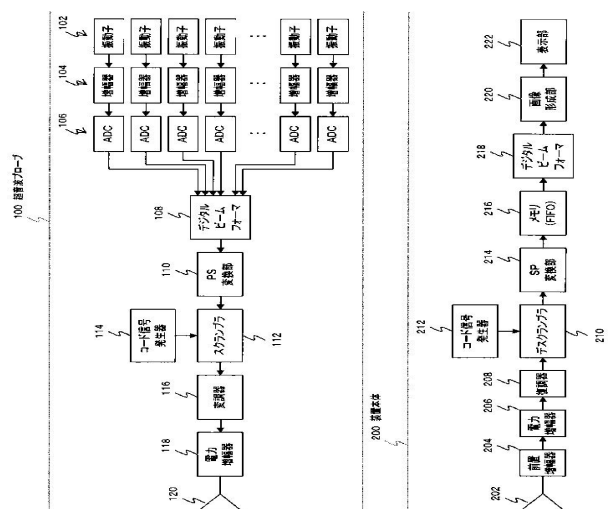 100 超音波プローブ
102
振動子
振動子
振動子
振動子
振動子
振動子
104
増幅器
増幅器
増幅器
増幅器
増幅器
増幅器
106
ADC
ADC
ADC
ADC
ADC
ADC
108
デジタル
ビーム
フォーマ
110
PS
変換部
112
スクランブラ
114
コード信号
発生器
116
変調器
118
電力
増幅器
120
200 装置本体
202
204
前置
増幅器
206
電力
増幅器
208
復調器
210
デスクランブラ
212
コード信号
発生器
214
SP
変換部
216
メモリ
(FIFO)
218
デジタル
ビーム
フォーマ
220
画像
形成部
222
表示部